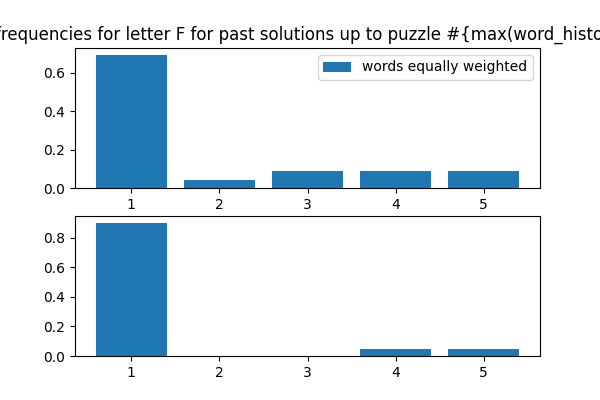 requencies for letter F for past solutions up to puzzle #{max(word_histo
words equally weighted
0.6
0.4
0.2
0.0
1 2 3 4 5
0.8
0.6
0.4
0.2
0.0
1 2 3 4 5